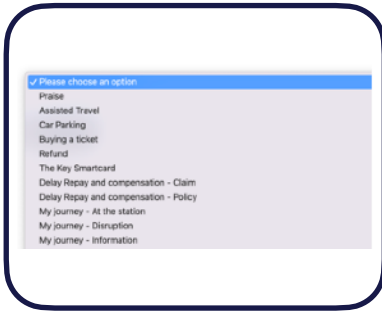 ✓ Please choose an option
Praise
Assisted Travel
Car Parking
Buying a ticket
Refund
The Key Smartcard
Delay Repay and compensation - Claim
Delay Repay and compensation - Policy
My journey - At the station
My journey - Disruption
My journey - Information